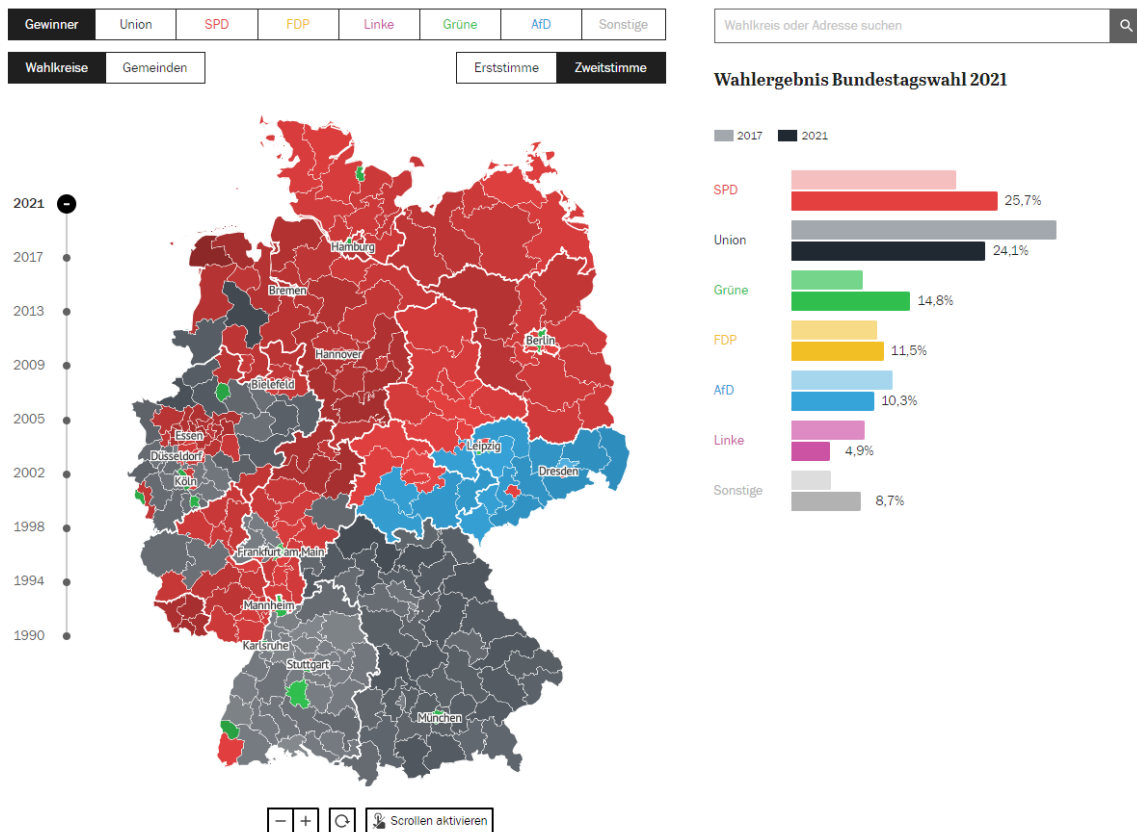 Gewinner Union SPD FDP Linke Grüne AfD Sonstige
Wahlkreise Gemeinden Erststimme Zweitstimme
2021
2017
2013
2009
2005
2002
1998
1994
1990
Hamburg
Bremen
Berlin
Hannover
Bielefeld
Essen
Leipzig
Düsseldorf
Dresden
Köln
Frankfurt am Main
Mannheim
Karlsruhe
Stuttgart
München
Scrollen aktivieren
Wahlkreis oder Adresse suchen
Wahlergebnis Bundestagswahl 2021
2017 2021
SPD 25,7%
Union 24,1%
Grüne 14,8%
FDP 11,5%
AfD 10,3%
Linke 4,9%
Sonstige 8,7%